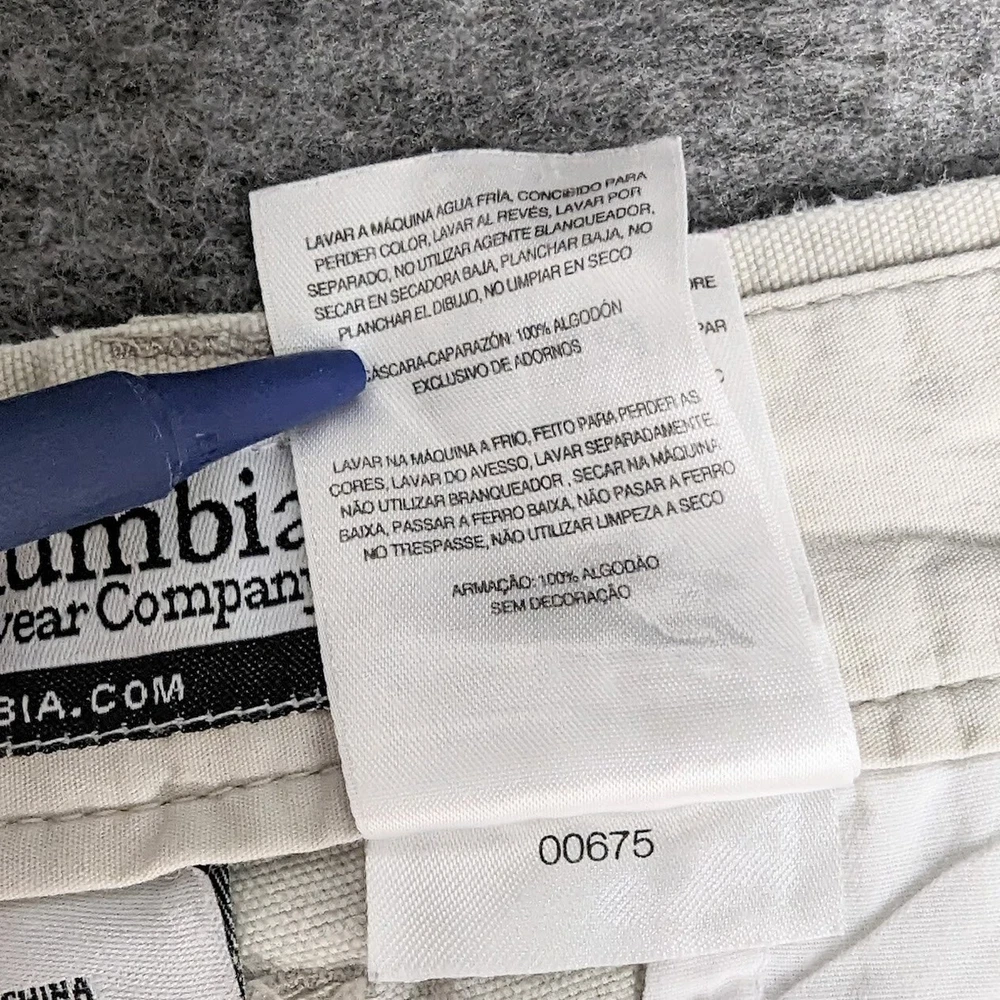 LAVAR A MÁQUINA AGUA FRÍA, CONCIBIDO PARA
PERDER COLOR, LAVAR AL REVÉS, LAVAR POR
SEPARADO, NO UTILIZAR AGENTE BLANQUEADOR,
SECAR EN SECADORA BAJA, PLANCHAR BAJA, NO
PLANCHAR EL DIBUJO, NO LIMPIAR EN SECO
CÁSCARA-CAPARAZÓN: 100% ALGODÓN
EXCLUSIVO DE ADORNOS
LAVAR NA MÁQUINA A FRIO, FEITO PARA PERDER AS
CORES, LAVAR DO AVESSO, LAVAR SEPARADAMENTE,
NÃO UTILIZAR BRANQUEADOR , SECAR NA MÁQUINA
BAIXA, PASSAR A FERRO BAIXA, NÃO PASAR A FERRO
NO TRESPASSE, NÃO UTILIZAR LIMPEZA A SECO
ARMAÇÃO: 100% ALGODÃO
SEM DECORAÇÃO
00675
umbia
wear Company
BIA.COM
CHINA